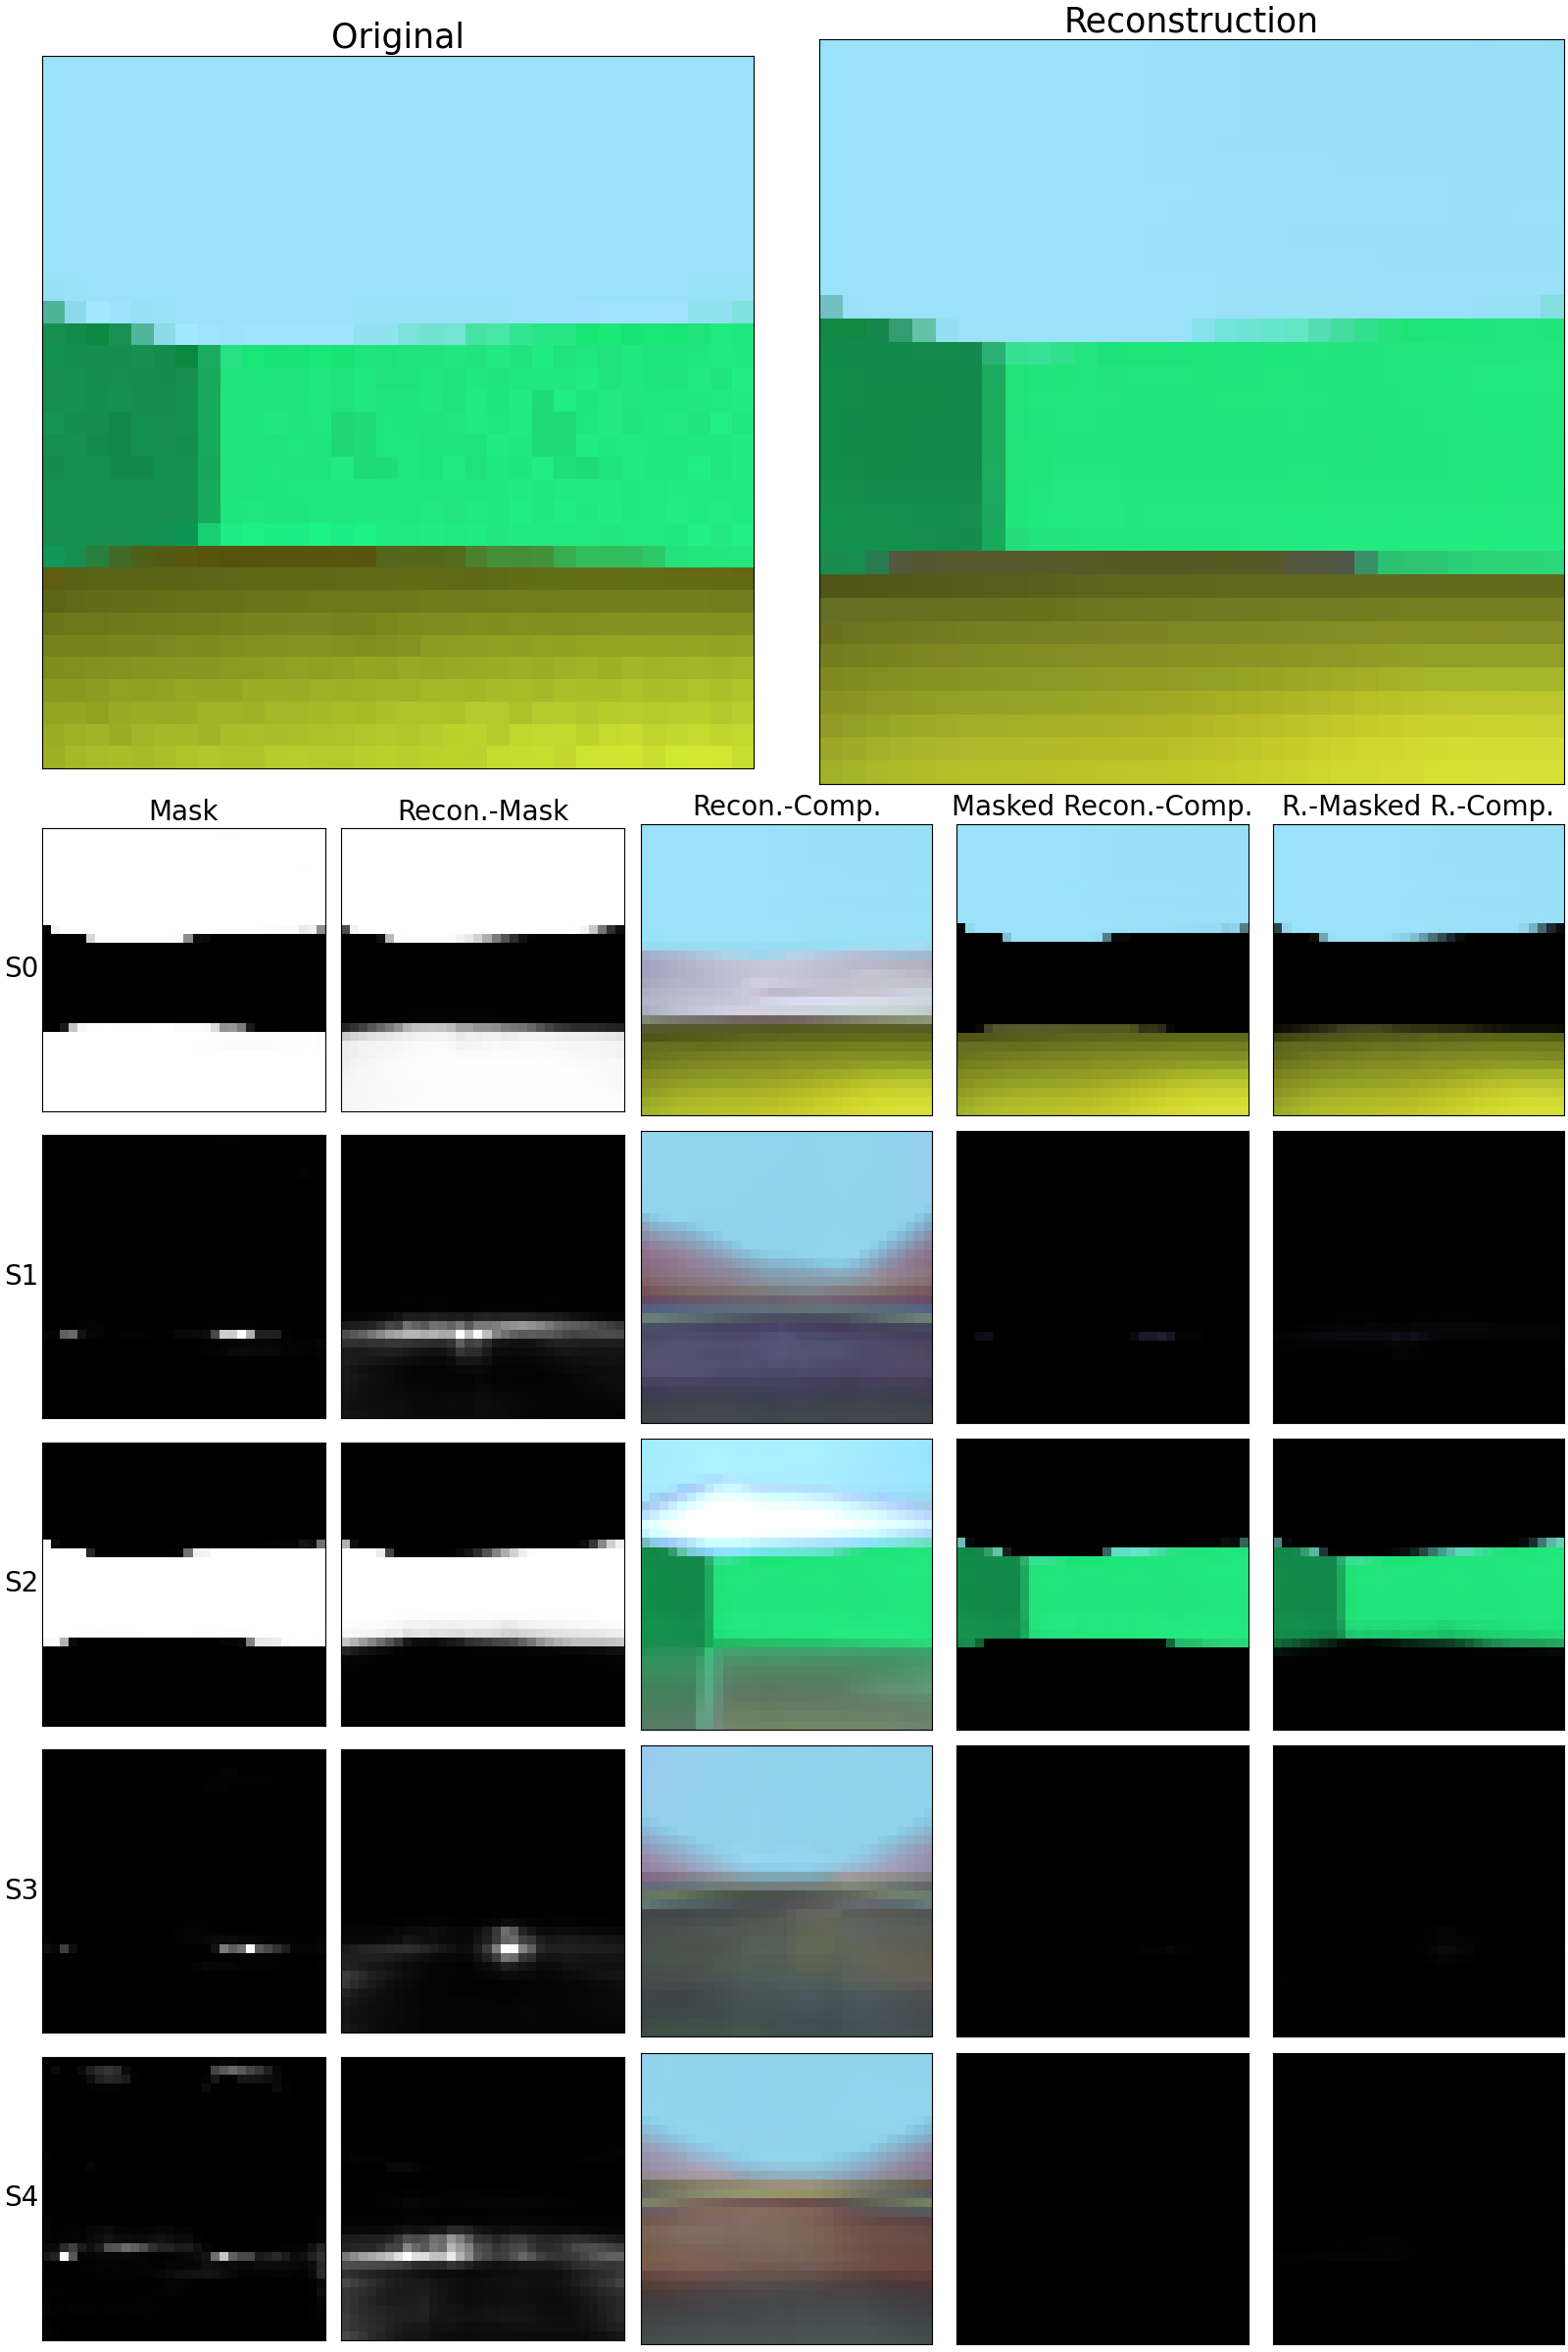 Original
Reconstruction
Mask
Recon.-Mask
Recon.-Comp.
Masked Recon.-Comp.
R.-Masked R.-Comp.
S0
S1
S2
S3
S4